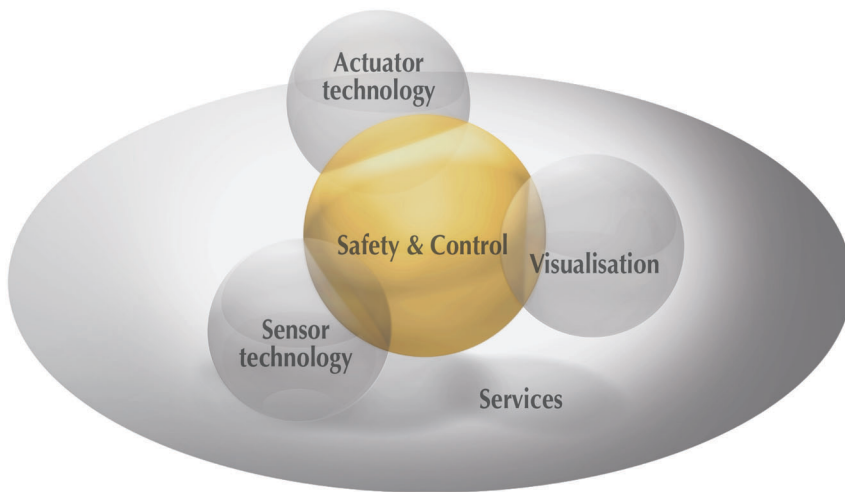 Actuator
technology
Safety & Control
Visualisation
Sensor
technology
Services